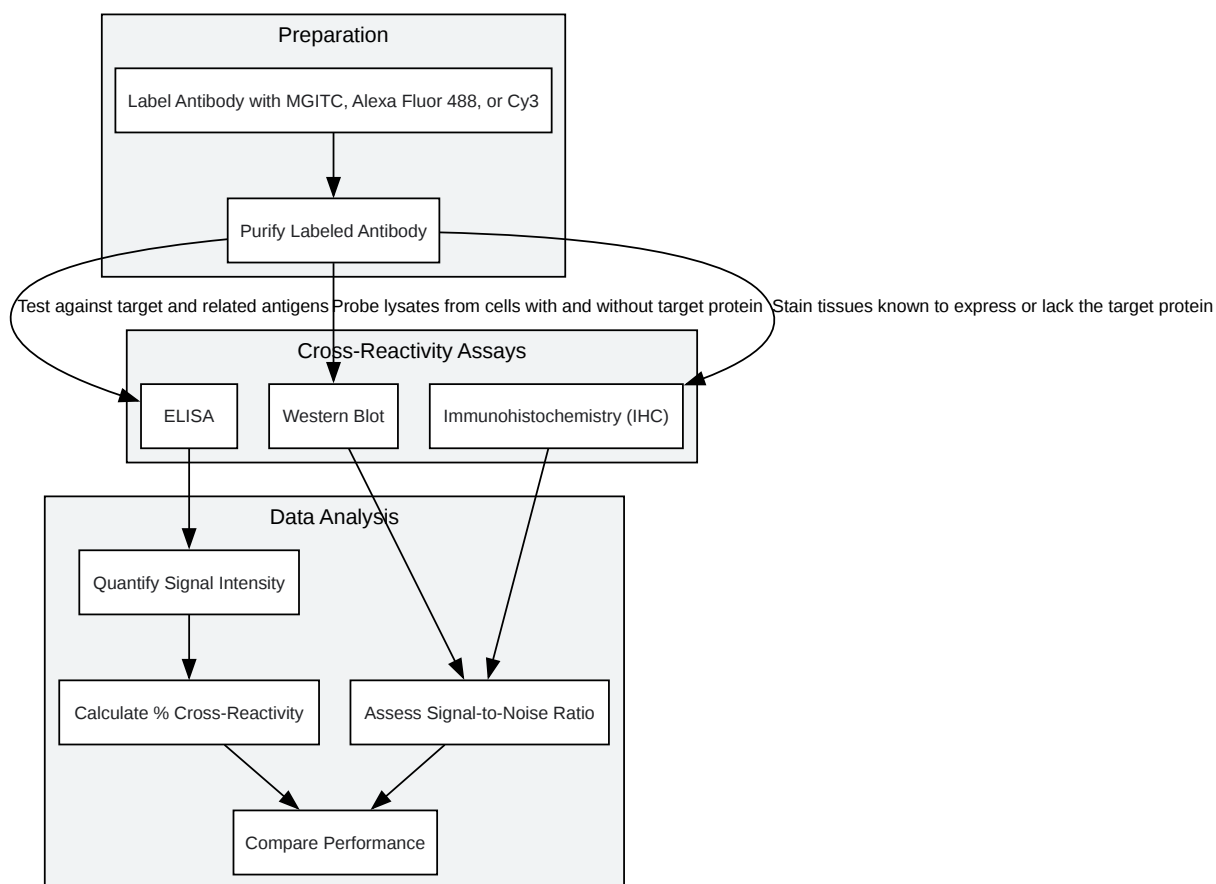 Preparation
Label Antibody with MGITC, Alexa Fluor 488, or Cy3
Purify Labeled Antibody
Test against target and related antigens
Probe lysates from cells with and without target protein
Stain tissues known to express or lack the target protein
Cross-Reactivity Assays
ELISA
Western Blot
Immunohistochemistry (IHC)
Data Analysis
Quantify Signal Intensity
Calculate % Cross-Reactivity
Assess Signal-to-Noise Ratio
Compare Performance